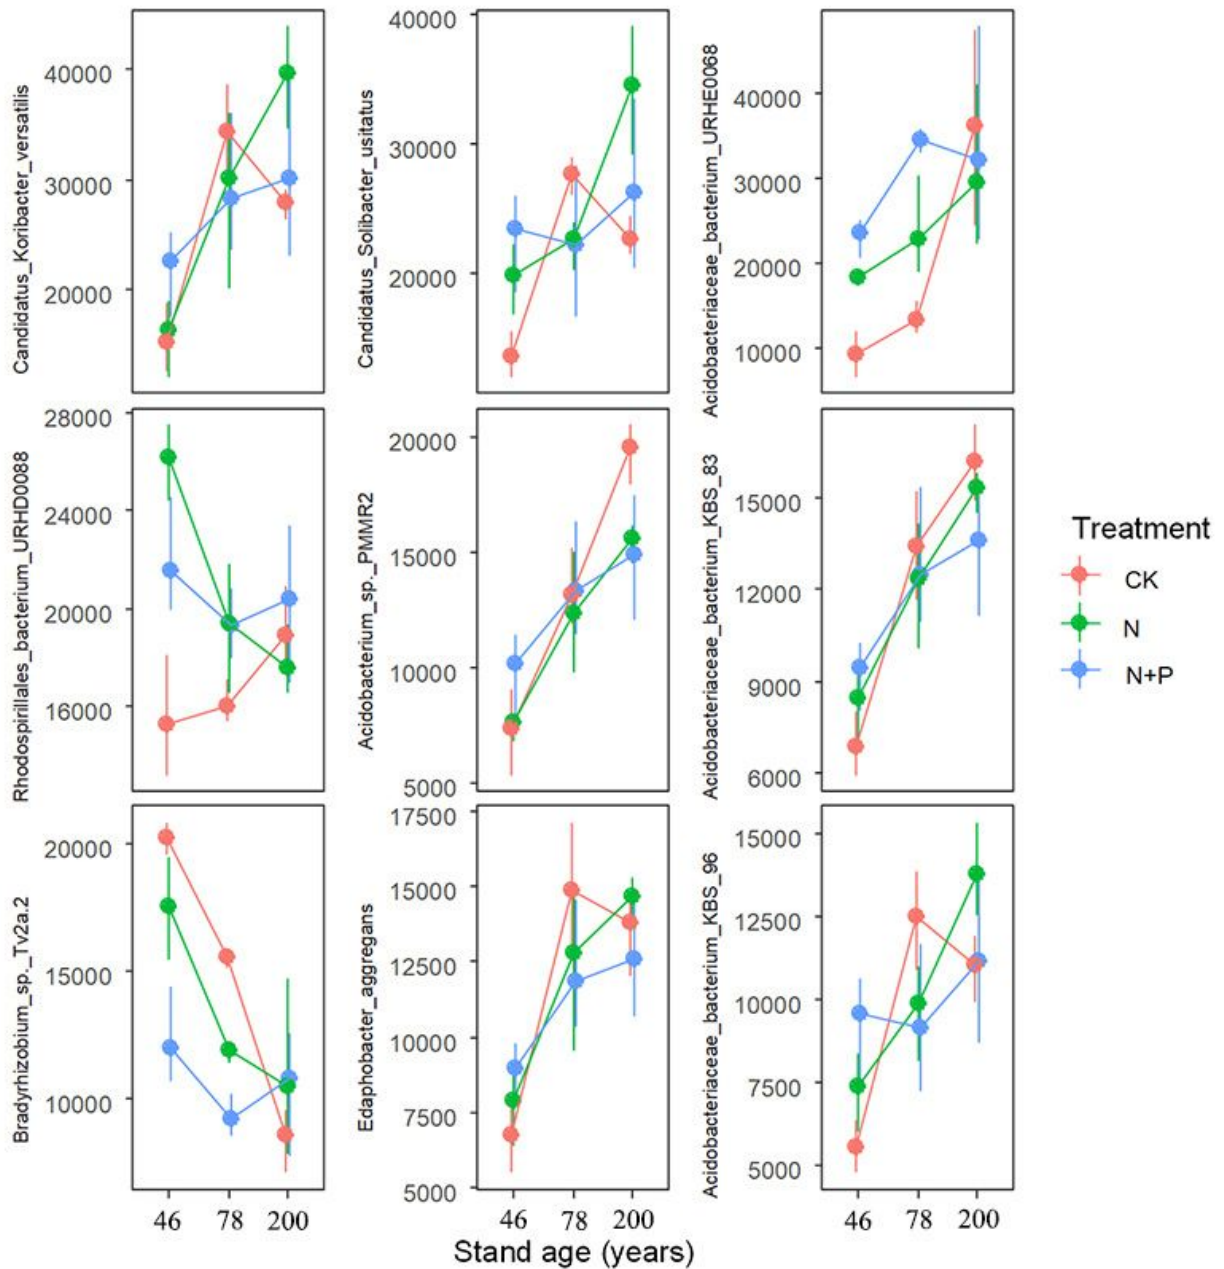 Candidatus_Koribacter_versatilis
40000
30000
20000
Candidatus_Solibacter_usitatus
40000
30000
20000
Acidobacteriaceae_bacterium_URHE0068
40000
30000
20000
10000
Rhodospirillales_bacterium_URHD0088
28000
24000
20000
16000
Acidobacterium_sp._PMMR2
20000
15000
10000
5000
Acidobacteriaceae_bacterium_KBS_83
15000
12000
9000
6000
Bradyrhizobium_sp._Tv2a.2
20000
15000
10000
Edaphobacter_aggregans
17500
15000
12500
10000
7500
5000
Acidobacteriaceae_bacterium_KBS_96
15000
12500
10000
7500
5000
46 78 200
46 78 200
46 78 200
Stand age (years)
Treatment
CK
N
N+P